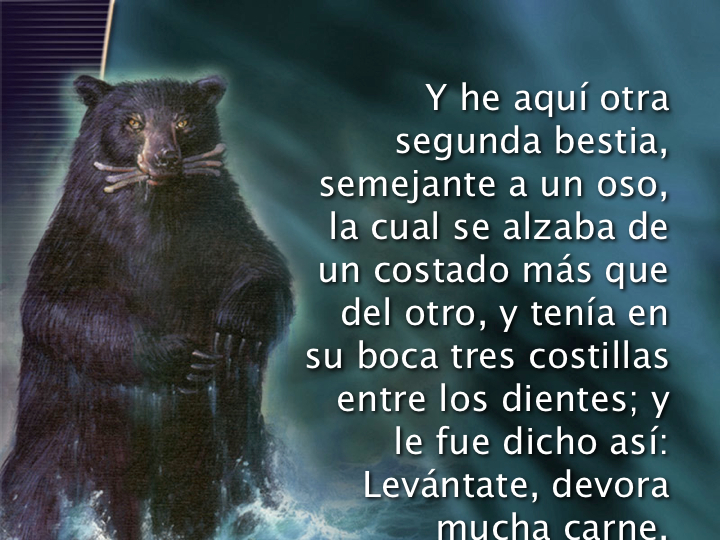 Y he aquí otra
segunda bestia,
semejante a un oso,
la cual se alzaba de
un costado más que
del otro, y tenía en
su boca tres costillas
entre los dientes; y
le fue dicho así:
Levántate, devora
mucha carne.